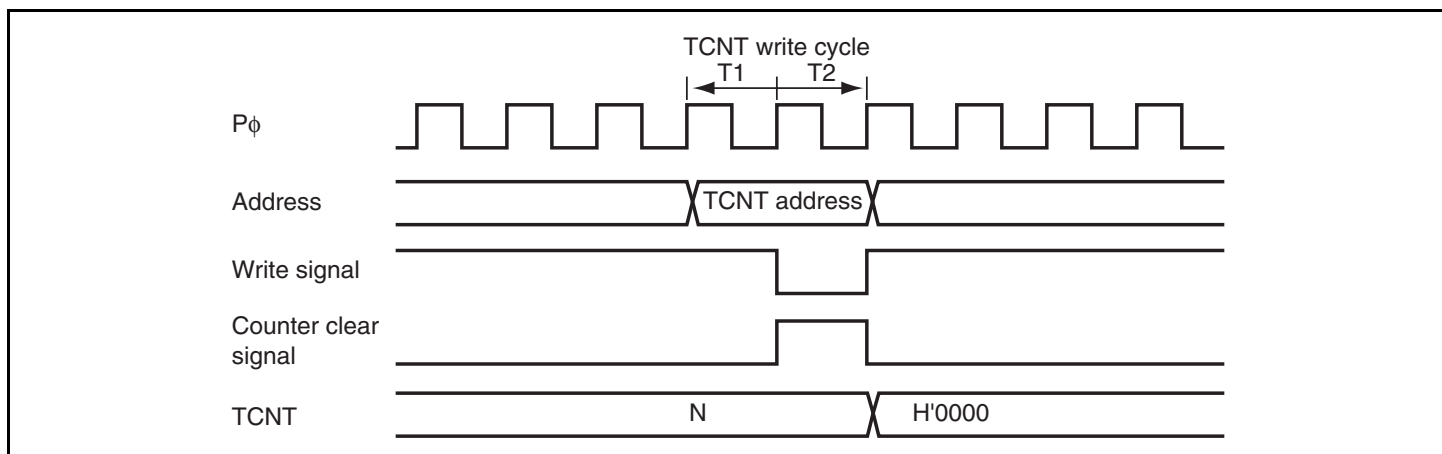 TCNT write cycle
T1 T2
Pϕ
Address
TCNT address
Write signal
Counter clear
signal
TCNT
N
H'0000